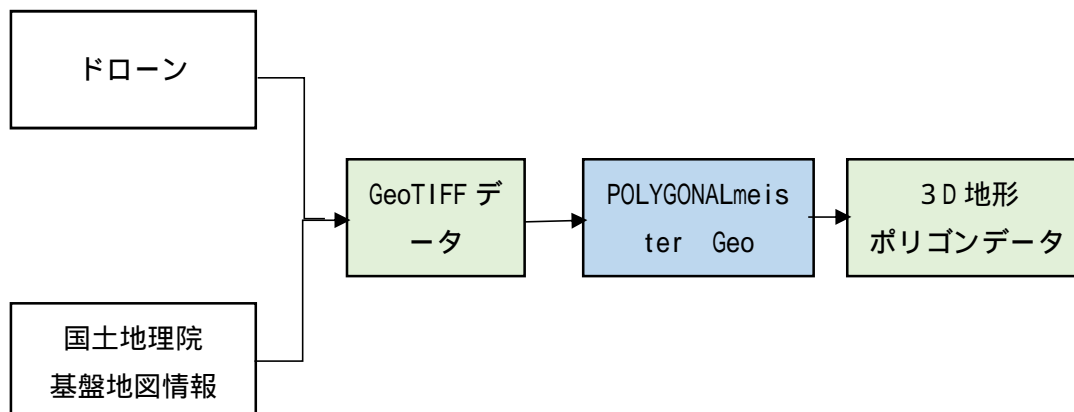 ドローン
GeoTIFF デ
ータ
POLYGONALmeis
ter Geo
3D 地形
ポリゴンデータ
国土地理院
基盤地図情報